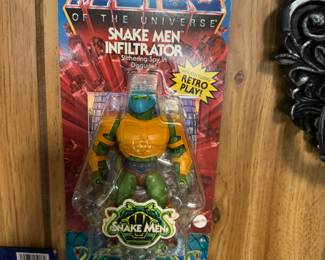 OF THE UNIVERSE
SNAKE MEN
INFILTRATOR
Slithering Spy in
Disguise
RETRO
PLAY!
SNAKE MEN